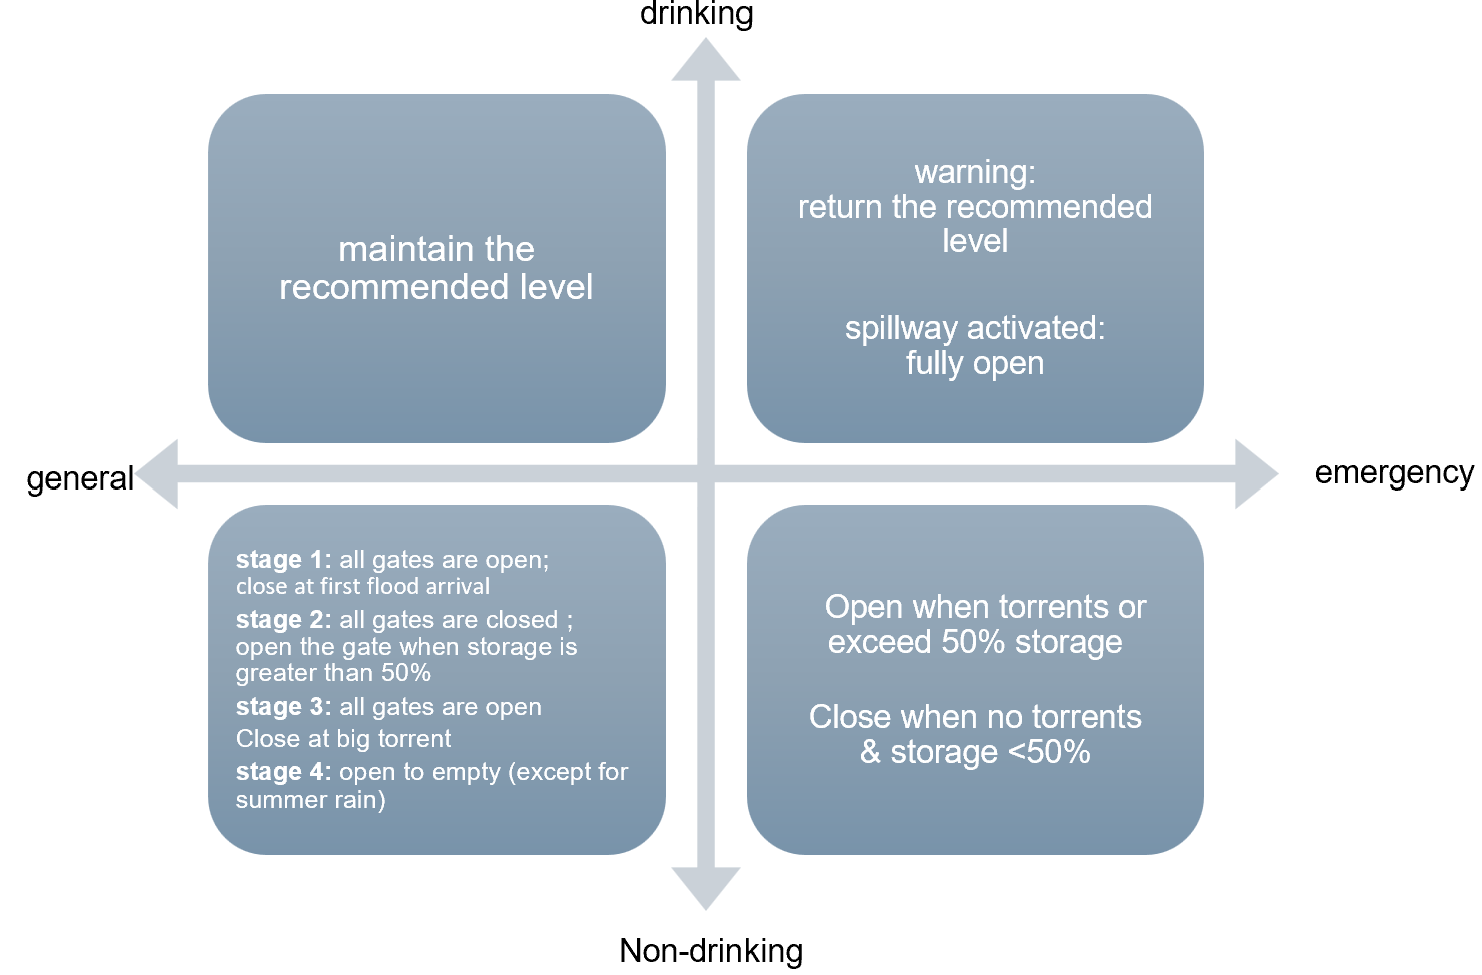 drinking
maintain the
recommended level
warning:
return the recommended
level
spillway activated:
fully open
general
emergency
stage 1: all gates are open;
close at first flood arrival
stage 2: all gates are closed ;
open the gate when storage is
greater than 50%
stage 3: all gates are open
Close at big torrent
stage 4: open to empty (except for
summer rain)
Open when torrents or
exceed 50% storage
Close when no torrents
& storage <50%
Non-drinking